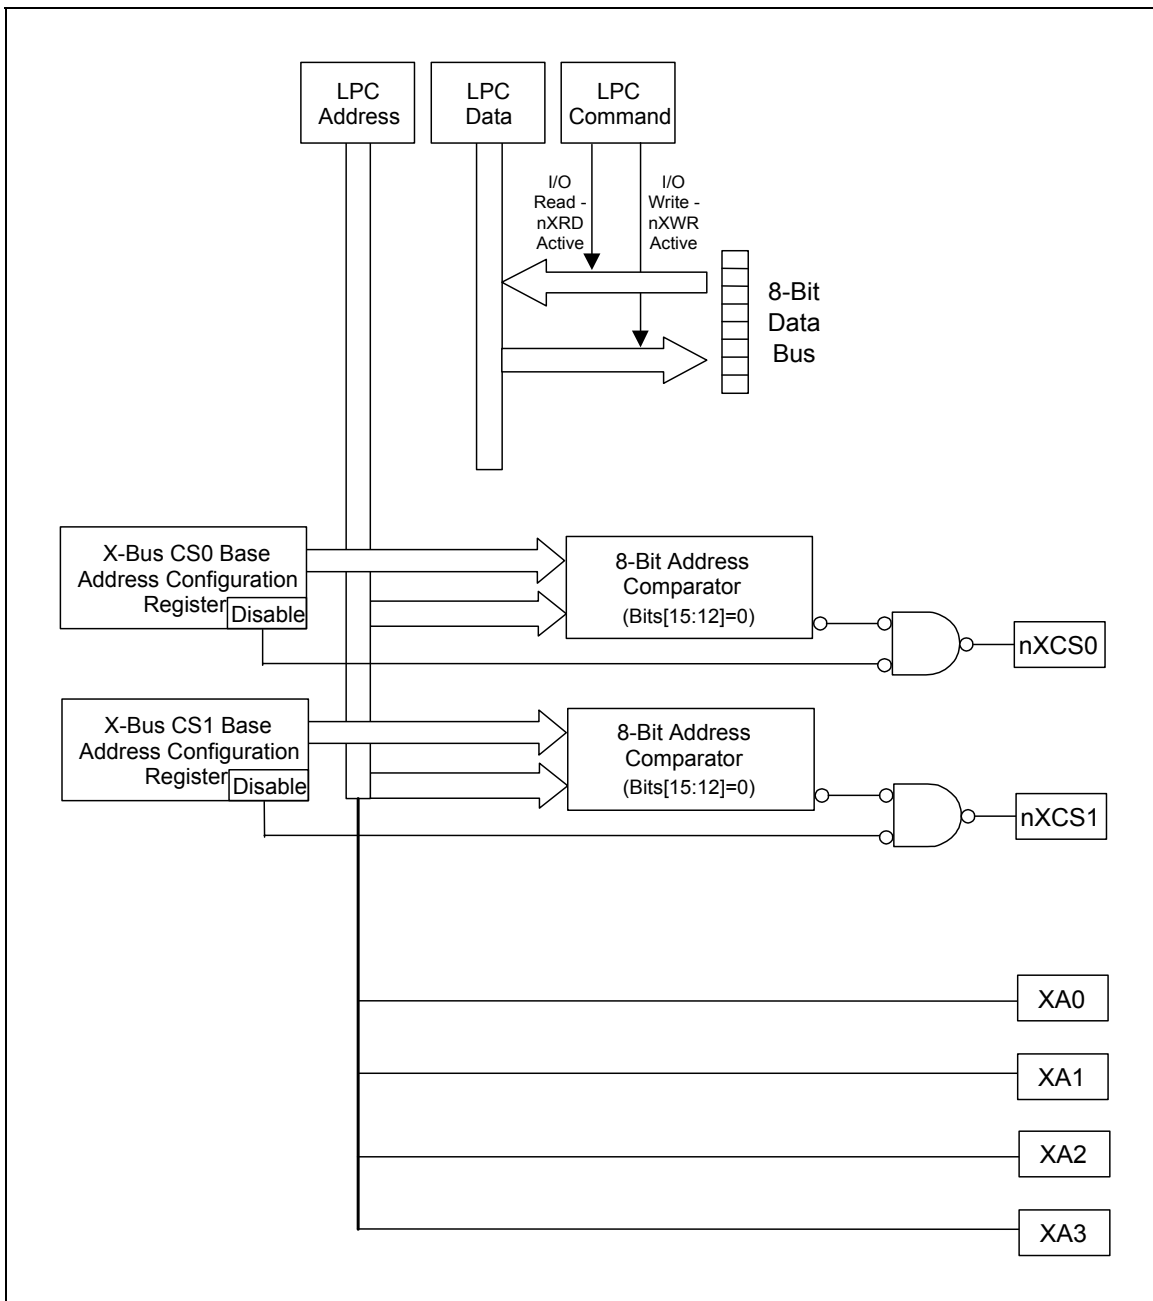 LPC
Address
LPC
Data
LPC
Command
I/O
Read -
nXRD
Active
I/O
Write -
nXWR
Active
8-Bit
Data
Bus
X-Bus CS0 Base
Address Configuration
Register
Disable
8-Bit Address
Comparator
(Bits[15:12]=0)
nXCS0
X-Bus CS1 Base
Address Configuration
Register
Disable
8-Bit Address
Comparator
(Bits[15:12]=0)
nXCS1
XA0
XA1
XA2
XA3